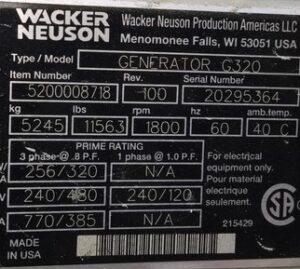 WACKER NEUSON
Wacker Neuson Production Americas LLC
Menomonee Falls, WI 53051 USA
Type / Model GENERATOR G320
Item Number Rev. Serial Number
5200008718 100 20295364
kg lbs rpm hz amb.temp.
5245 11563 1800 60 40 C
PRIME RATING
3 phase @ .8 P.F. 1 phase @ 1.0 P.F.
256/320 N/A
240/480 240/120
A 770/385 N/A
For electrical
equipment only.
Pour matériel
électrique
seulement.
215429
MADE
IN USA
SA